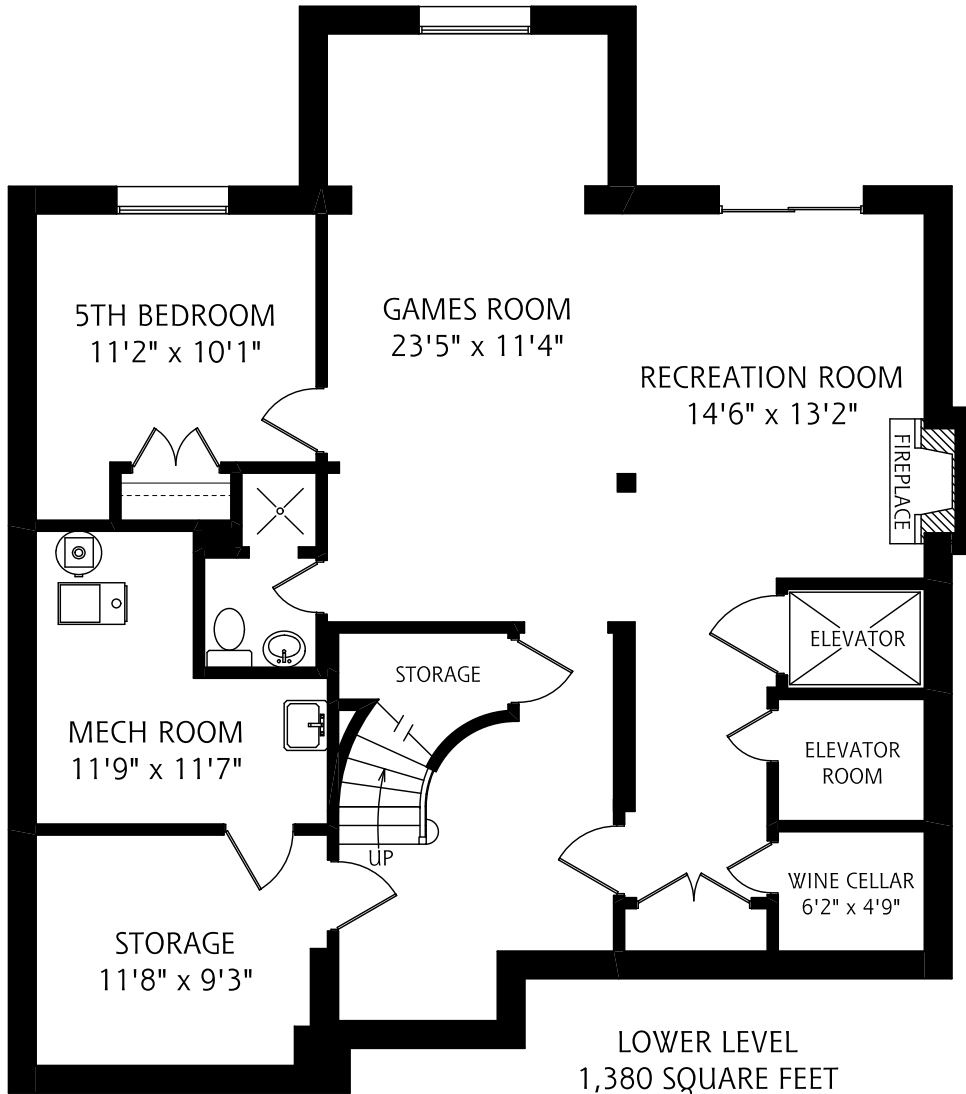 5TH BEDROOM
11'2" x 10'1"
GAMES ROOM
23'5" x 11'4"
RECREATION ROOM
14'6" x 13'2"
FIREPLACE
ELEVATOR
STORAGE
MECH ROOM
11'9" x 11'7"
ELEVATOR
ROOM
UP
WINE CELLAR
6'2" x 4'9"
STORAGE
11'8" x 9'3"
LOWER LEVEL
1,380 SQUARE FEET